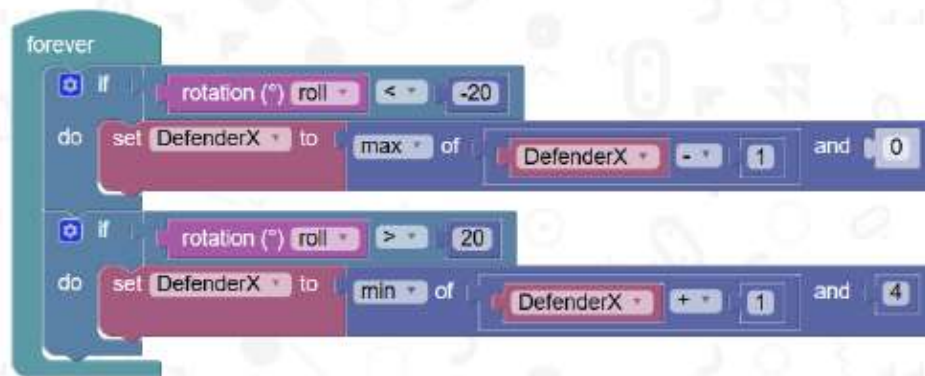 forever
if rotation (°) roll < -20
do set DefenderX to max of DefenderX - 1 and 0
if rotation (°) roll > 20
do set DefenderX to min of DefenderX + 1 and 4